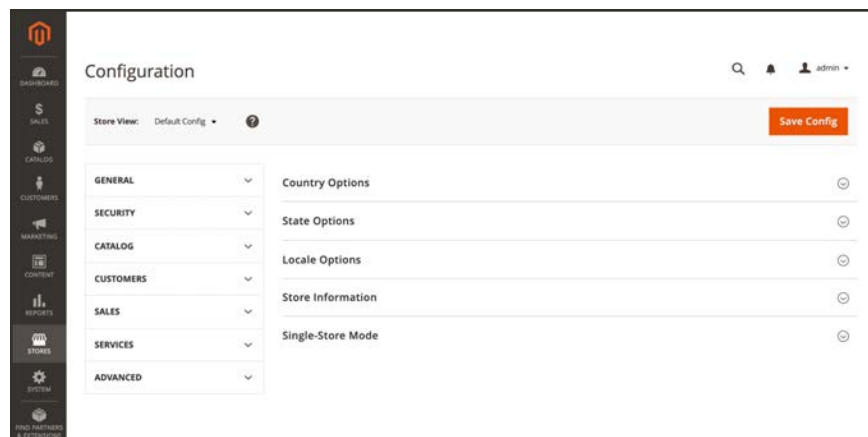 Configuration
admin
Store View: Default Config
?
Save Config
DASHBOARD
SALES
CATALOG
CUSTOMERS
MARKETING
CONTENT
REPORTS
STORES
SYSTEM
FIND PARTNERS
& EXTENSIONS
GENERAL
SECURITY
CATALOG
CUSTOMERS
SALES
SERVICES
ADVANCED
Country Options
State Options
Locale Options
Store Information
Single-Store Mode